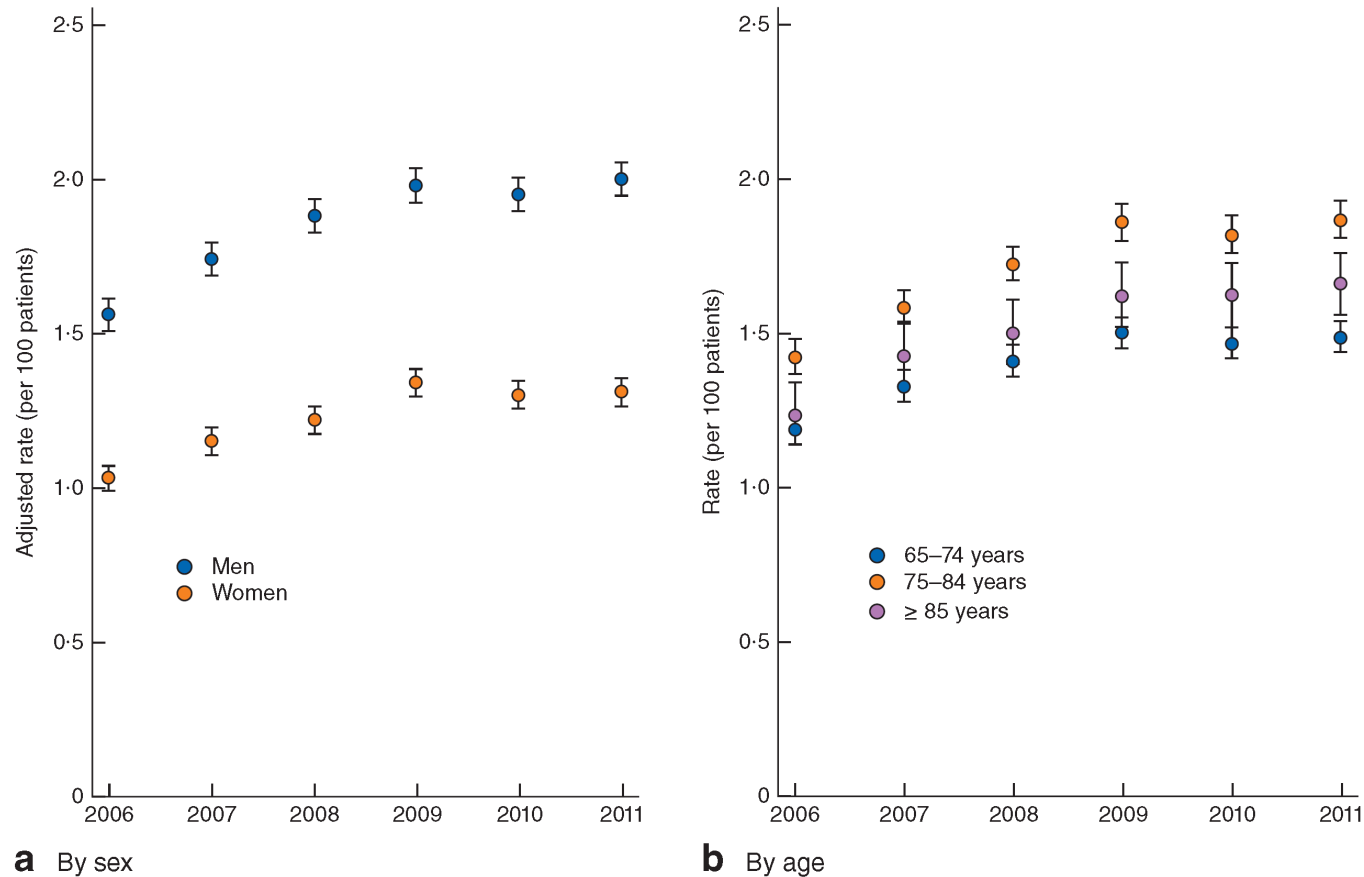 2·5
2·0
1·5
1·0
0·5
0
Adjusted rate (per 100 patients)
Men
Women
2006 2007 2008 2009 2010 2011
a By sex
2·5
2·0
1·5
1·0
0·5
0
Rate (per 100 patients)
65–74 years
75–84 years
≥ 85 years
2006 2007 2008 2009 2010 2011
b By age